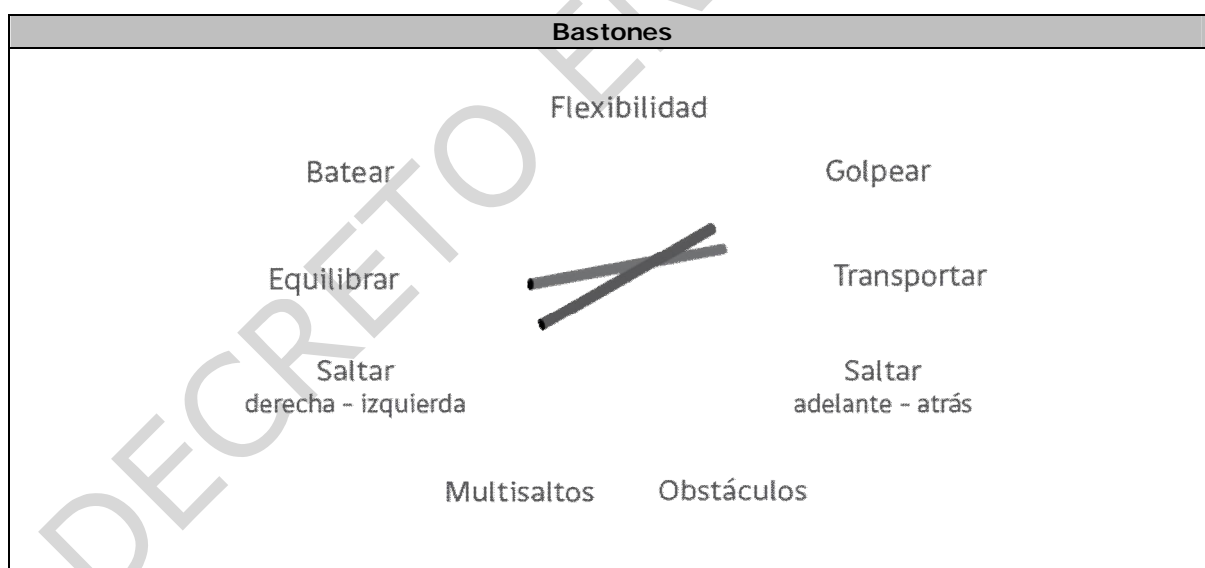 Bastones
Flexibilidad
Batear
Golpear
Equilibrar
Transportar
Saltar
derecha - izquierda
Saltar
adelante - atrás
Multisaltos
Obstáculos
DECRETO